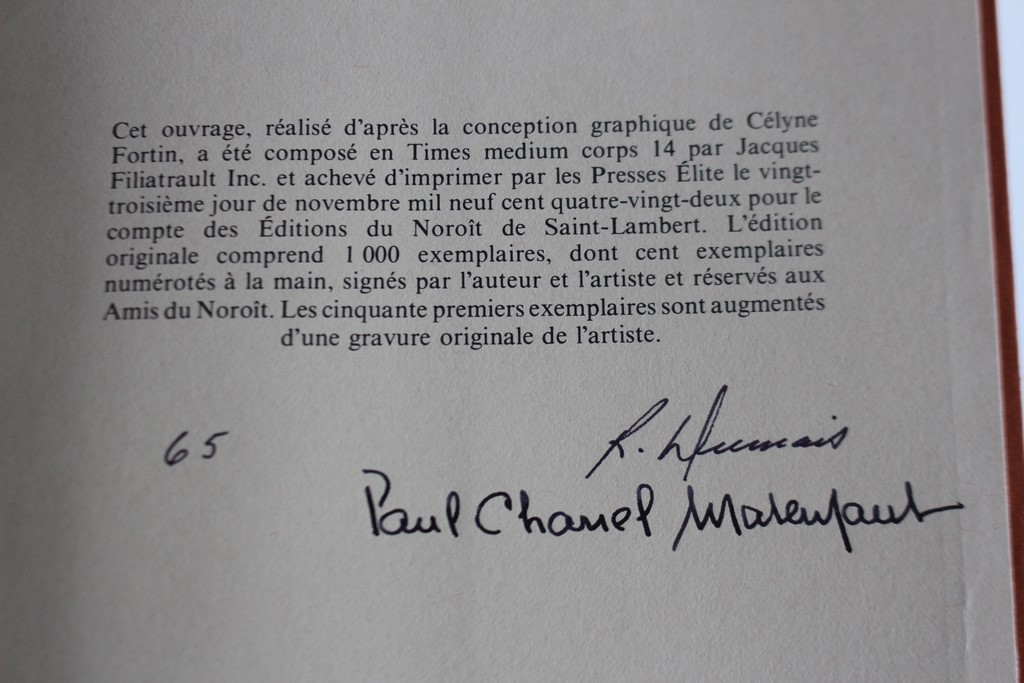 Cet ouvrage, réalisé d'après la conception graphique de Célyne
Fortin, a été composé en Times medium corps 14 par Jacques
Filiatrault Inc. et achevé d'imprimer par les Presses Élite le vingt-
troisième jour de novembre mil neuf cent quatre-vingt-deux pour le
compte des Éditions du Noroît de Saint-Lambert. L'édition
originale comprend 1 000 exemplaires, dont cent exemplaires
numérotés à la main, signés par l'auteur et l'artiste et réservés aux
Amis du Noroît. Les cinquante premiers exemplaires sont augmentés
d'une gravure originale de l'artiste.
65
R. Dumais
Paul Chanel Malenfant